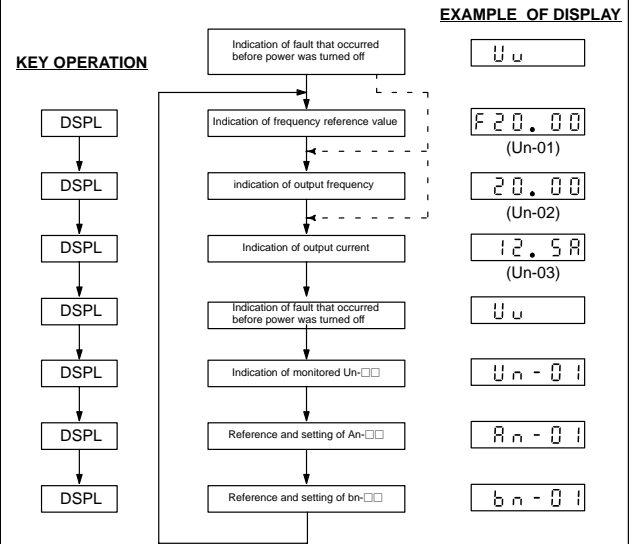 EXAMPLE OF DISPLAY
KEY OPERATION
Indication of fault that occurred
before power was turned off
Uu
DSPL
Indication of frequency reference value
F20.00
(Un-01)
DSPL
indication of output frequency
20.00
(Un-02)
DSPL
Indication of output current
12.5A
(Un-03)
DSPL
Indication of fault that occurred
before power was turned off
Uu
DSPL
Indication of monitored Un-□□
Un-01
DSPL
Reference and setting of An-□□
An-01
DSPL
Reference and setting of bn-□□
bn-01